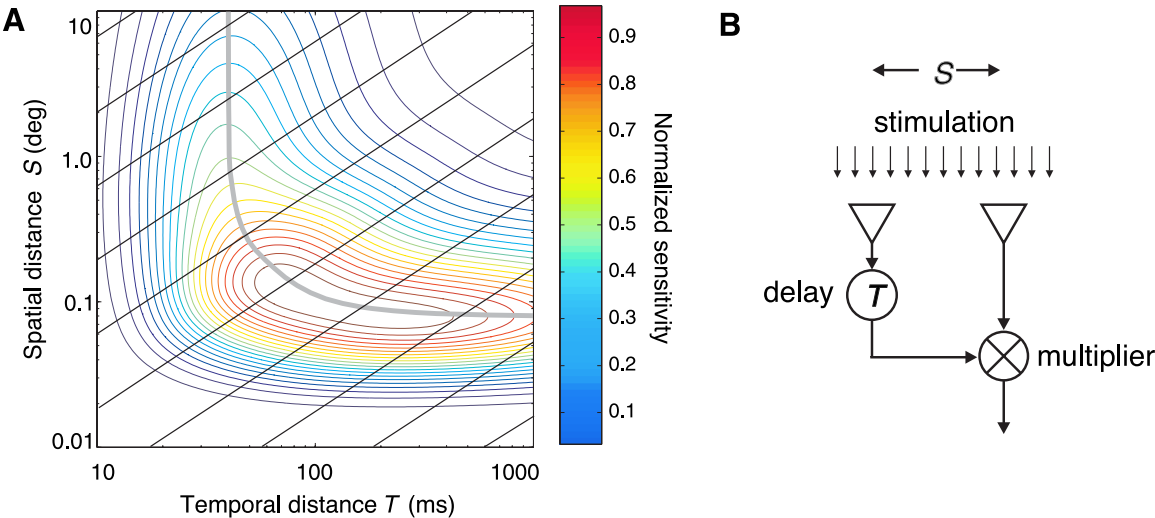 A
10
1.0
0.1
0.01
Spatial distance S (deg)
10
100
1000
Temporal distance T (ms)
0.9
0.8
0.7
0.6
0.5
0.4
0.3
0.2
0.1
Normalized sensitivity
B
S
stimulation
delay
T
multiplier